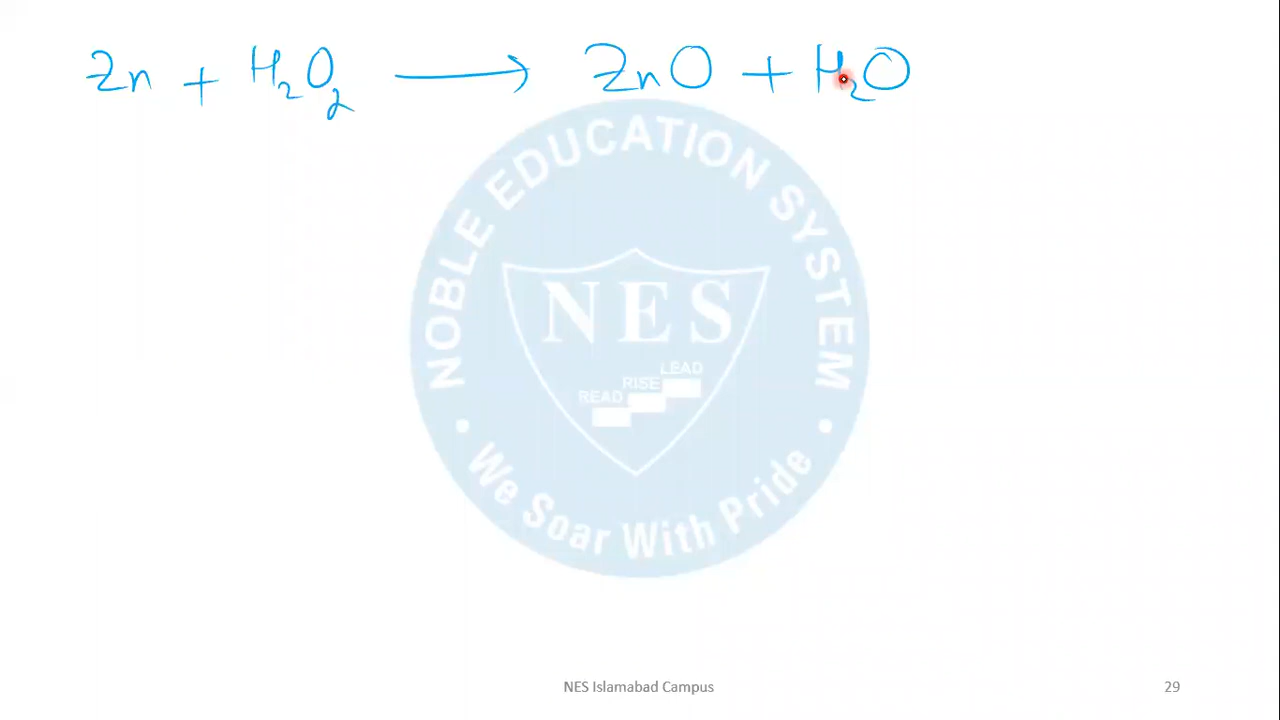 Zn + H₂O₂ ⟶ ZnO + H₂O
NOBLE EDUCATION SYSTEM
NES
LEAD
RISE
READ
• We Soar With Pride •
NES Islamabad Campus
29